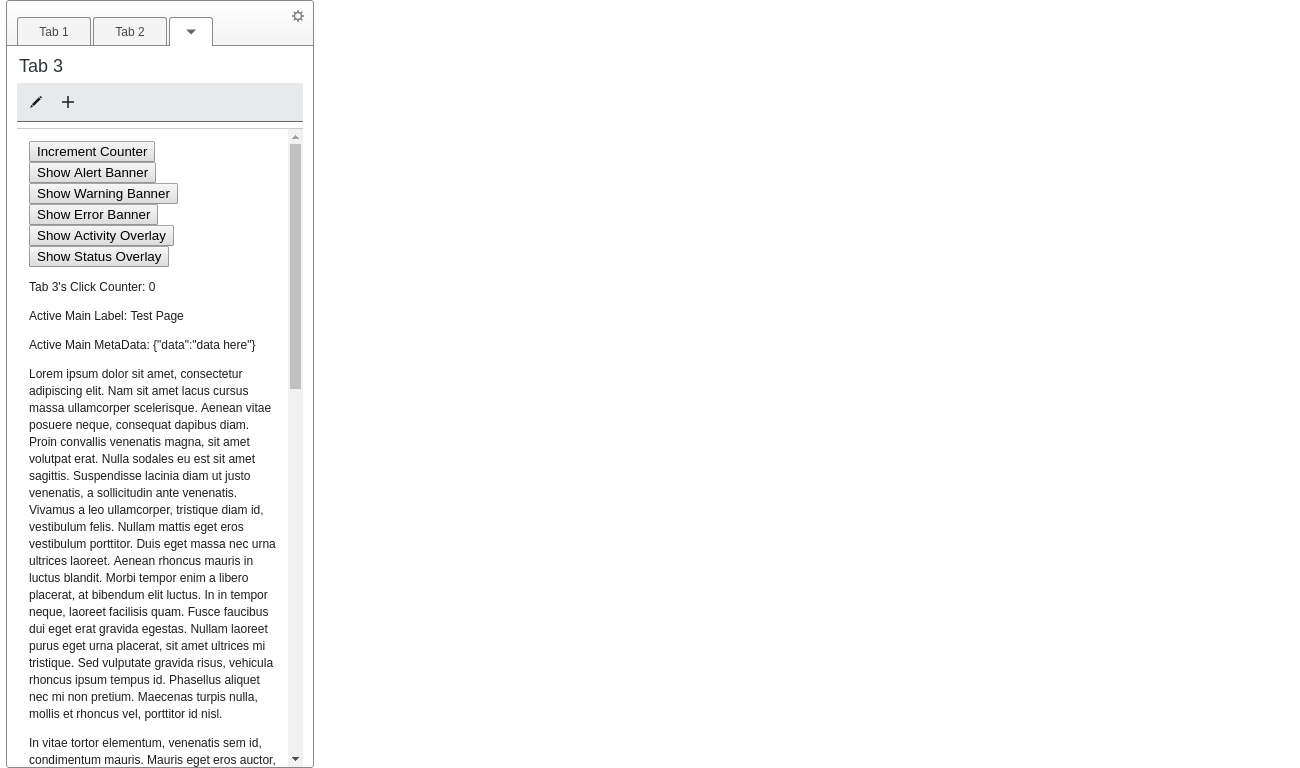 Tab 1
Tab 2
Tab 3
Increment Counter
Show Alert Banner
Show Warning Banner
Show Error Banner
Show Activity Overlay
Show Status Overlay
Tab 3's Click Counter: 0
Active Main Label: Test Page
Active Main MetaData: {"data":"data here"}
Lorem ipsum dolor sit amet, consectetur
adipiscing elit. Nam sit amet lacus cursus
massa ullamcorper scelerisque. Aenean vitae
posuere neque, consequat dapibus diam.
Proin convallis venenatis magna, sit amet
volutpat erat. Nulla sodales eu est sit amet
sagittis. Suspendisse lacinia diam ut justo
venenatis, a sollicitudin ante venenatis.
Vivamus a leo ullamcorper, tristique diam id,
vestibulum felis. Nullam mattis eget eros
vestibulum porttitor. Duis eget massa nec urna
ultrices laoreet. Aenean rhoncus mauris in
luctus blandit. Morbi tempor enim a libero
placerat, at bibendum elit luctus. In in tempor
neque, laoreet facilisis quam. Fusce faucibus
dui eget erat gravida egestas. Nullam laoreet
purus eget urna placerat, sit amet ultrices mi
tristique. Sed vulputate gravida risus, vehicula
rhoncus ipsum tempus id. Phasellus aliquet
nec mi non pretium. Maecenas turpis nulla,
mollis et rhoncus vel, porttitor id nisl.
In vitae tortor elementum, venenatis sem id,
condimentum mauris. Mauris eget eros auctor,